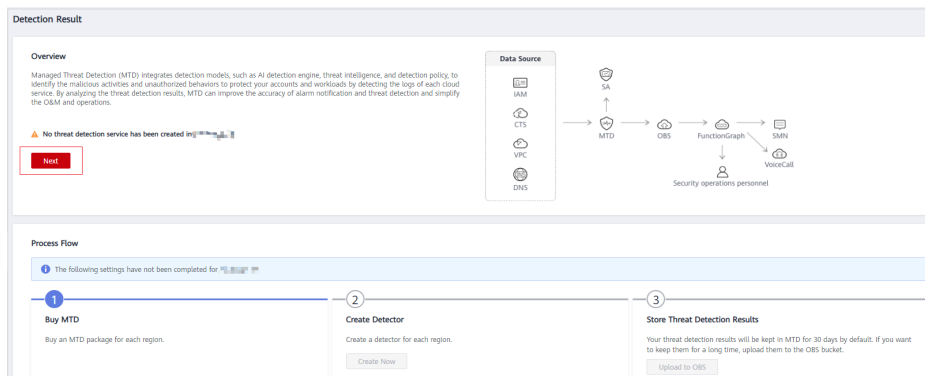 Detection Result
Overview
Managed Threat Detection (MTD) integrates detection models, such as AI detection engine, threat intelligence, and detection policy, to
identify the malicious activities and unauthorized behaviors to protect your accounts and workloads by detecting the logs of each cloud
service. By analyzing the threat detection results, MTD can improve the accuracy of alarm notification and threat detection and simplify
the O&M and operations.
No threat detection service has been created in
Next
Data Source
IAM
CTS
VPC
DNS
SA
MTD
OBS
FunctionGraph
SMN
VoiceCall
Security operations personnel
Process Flow
The following settings have not been completed for
1
Buy MTD
Buy an MTD package for each region.
2
Create Detector
Create a detector for each region.
Create Now
3
Store Threat Detection Results
Your threat detection results will be kept in MTD for 30 days by default. If you want
to keep them for a long time, upload them to the OBS bucket.
Upload to OBS